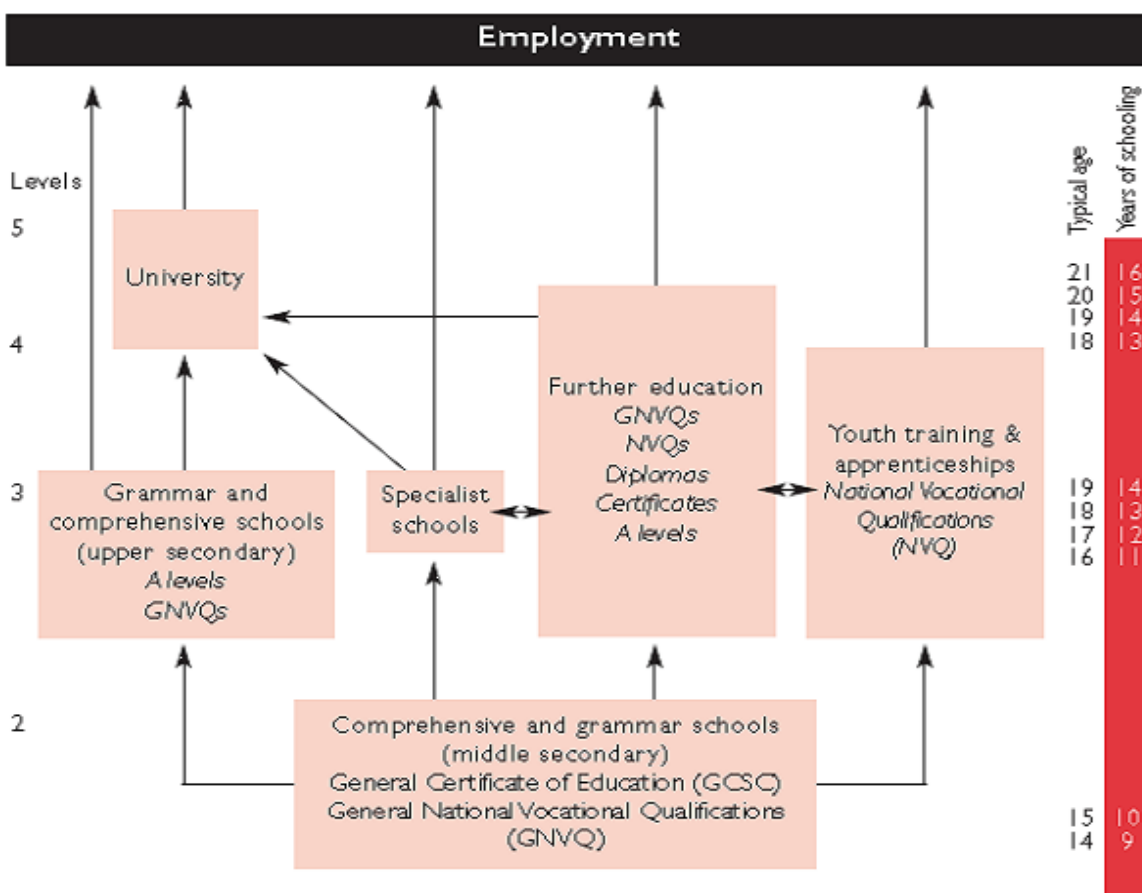 Employment
Levels
5
4
3
2
University
Grammar and
comprehensive schools
(upper secondary)
A levels
GNVQs
Specialist
schools
Further education
GNVQs
NVQs
Diplomas
Certificates
A levels
Youth training &
apprenticeships
National Vocational
Qualifications
(NVQ)
Comprehensive and grammar schools
(middle secondary)
General Certificate of Education (GCSC)
General National Vocational Qualifications
(GNVQ)
Typical age
Years of schooling
21 16
20 15
19 14
18 13
19 14
18 13
17 12
16 11
15 10
14 9